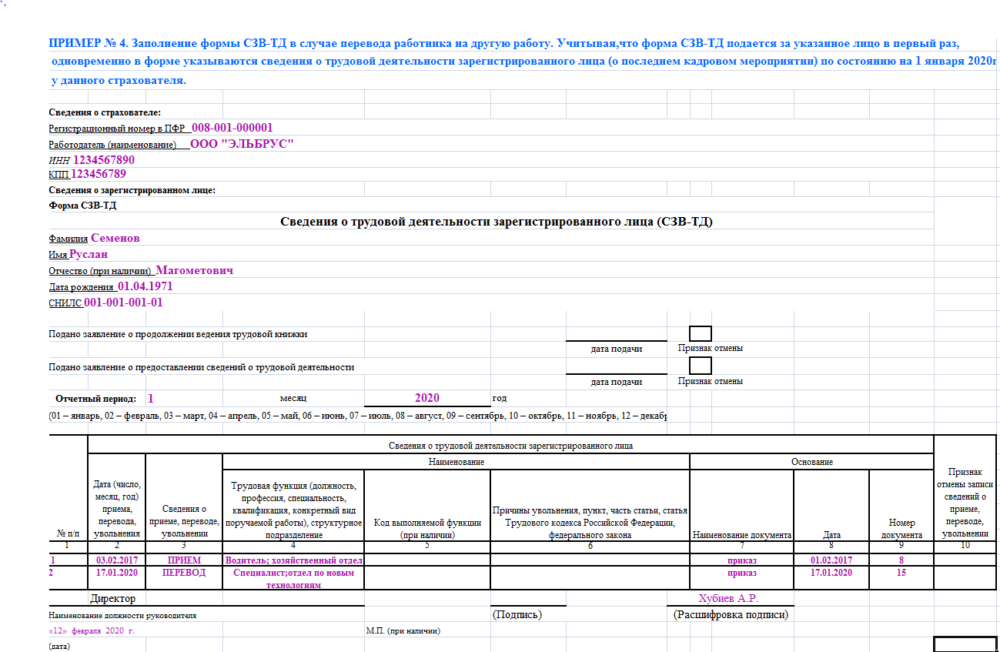 ПРИМЕР № 4. Заполнение формы СЗВ-ТД в случае перевода работника на другую работу. Учитывая,что форма СЗВ-ТД подается за указанное лицо в первый раз,
одновременно в форме указываются сведения о трудовой деятельности зарегистрированного лица (о последнем кадровом мероприятии) по состоянию на 1 января 2020г
у данного страхователя.
Сведения о страхователе:
Регистрационный номер в ПФР 008-001-000001
Работодатель (наименование) ООО "ЭЛЬБРУС"
ИНН 1234567890
КПП 123456789
Сведения о зарегистрированном лице:
Форма СЗВ-ТД
Сведения о трудовой деятельности зарегистрированного лица (СЗВ-ТД)
Фамилия Семенов
Имя Руслан
Отчество (при наличии) Магометович
Дата рождения 01.04.1971
СНИЛС 001-001-001-01
Подано заявление о продолжении ведения трудовой книжки
дата подачи Признак отмены
Подано заявление о предоставлении сведений о трудовой деятельности
дата подачи Признак отмены
Отчетный период: 1 месяц 2020 год
(01 – январь, 02 – февраль, 03 – март, 04 – апрель, 05 – май, 06 – июнь, 07 – июль, 08 – август, 09 – сентябрь, 10 – октябрь, 11 – ноябрь, 12 – декабр
№ п/п
Дата (число,
месяц, год)
приема,
перевода,
увольнения
Сведения о трудовой деятельности зарегистрированного лица
Сведения о
приеме, переводе,
увольнении
Наименование
Трудовая функция (должность,
профессия, специальность,
квалификация, конкретный вид
поручаемой работы), структурное
подразделение
Код выполняемой функции
(при наличии)
Причины увольнения, пункт, часть статьи, статья
Трудового кодекса Российской Федерации,
федерального закона
Основание
Наименование документа
Дата
Номер
документа
Признак
отмены записи
сведений о
приеме,
переводе,
увольнении
1 2 3 4 5 6 7 8 9 10
1 03.02.2017 ПРИЕМ Водитель; хозяйственный отдел приказ 01.02.2017 8
2 17.01.2020 ПЕРЕВОД Специалист;отдел по новым приказ 17.01.2020 15
технологиям
Директор Хубиев А.Р.
Наименование должности руководителя (Подпись) (Расшифровка подписи)
«12» февраля 2020 г. М.П. (при наличии)
(дата)